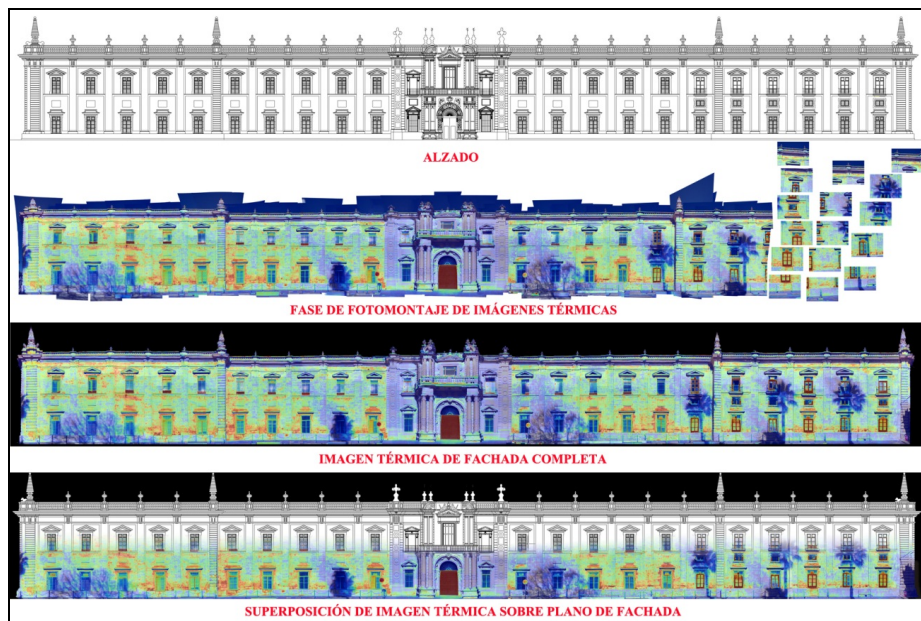 ALZADO
FASE DE FOTOMONTAJE DE IMÁGENES TÉRMICAS
IMAGEN TÉRMICA DE FACHADA COMPLETA
SUPERPOSICIÓN DE IMAGEN TÉRMICA SOBRE PLANO DE FACHADA